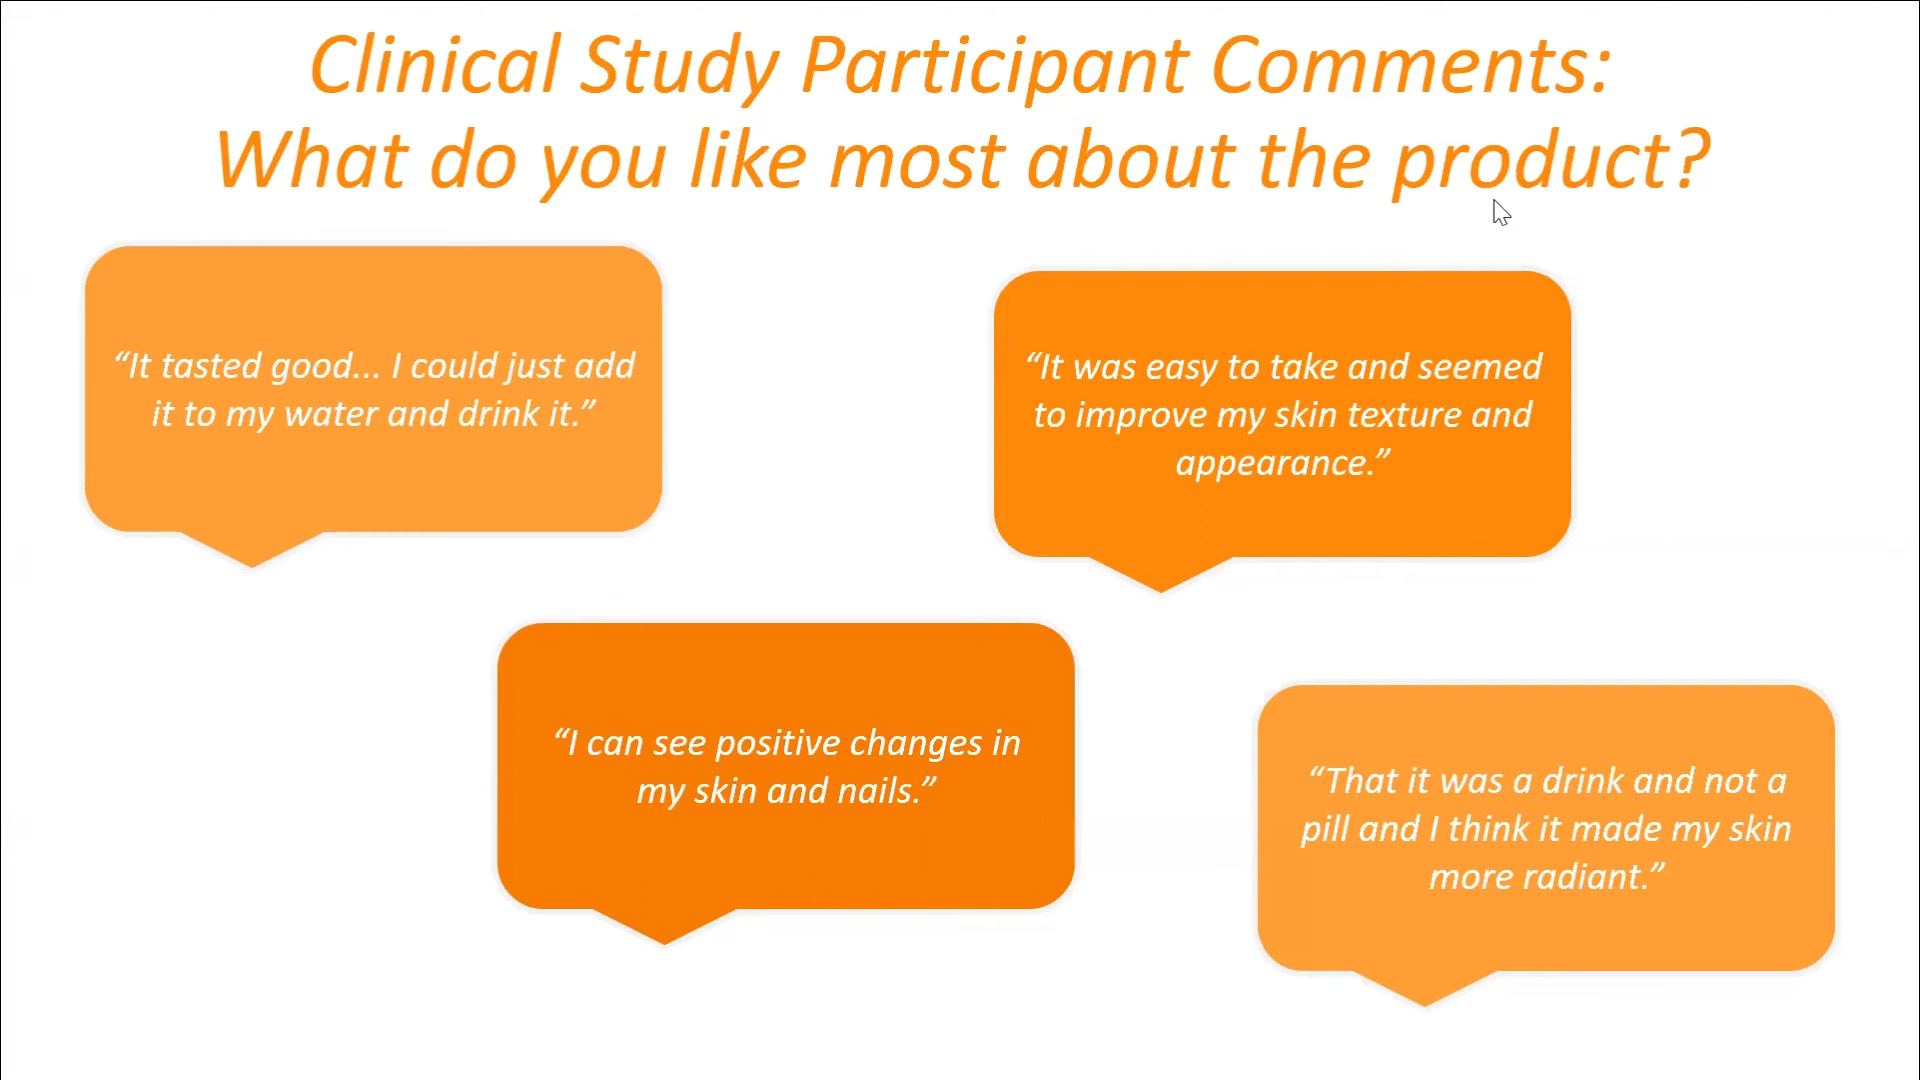 Clinical Study Participant Comments:
What do you like most about the product?
“It tasted good... I could just add
it to my water and drink it.”
“It was easy to take and seemed
to improve my skin texture and
appearance.”
“I can see positive changes in
my skin and nails.”
“That it was a drink and not a
pill and I think it made my skin
more radiant.”